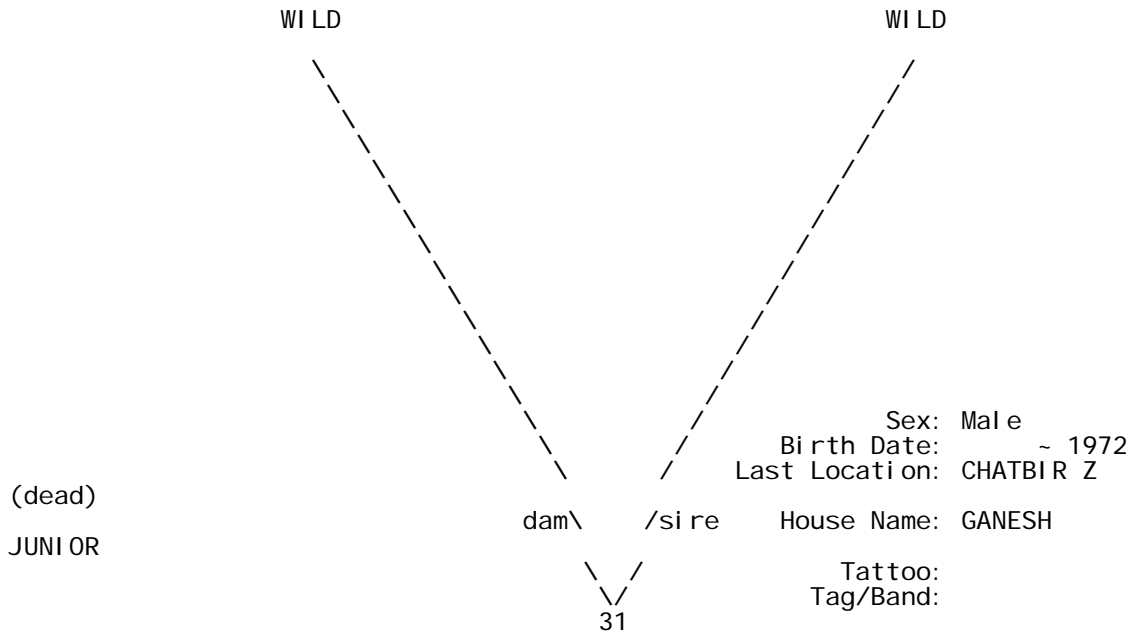 WILD WILD
Sex: Male
Birth Date: ~ 1972
Last Location: CHATBIR Z
(dead)
dam\ /sire House Name: GANESH
JUNIOR
Tattoo:
Tag/Band:
31